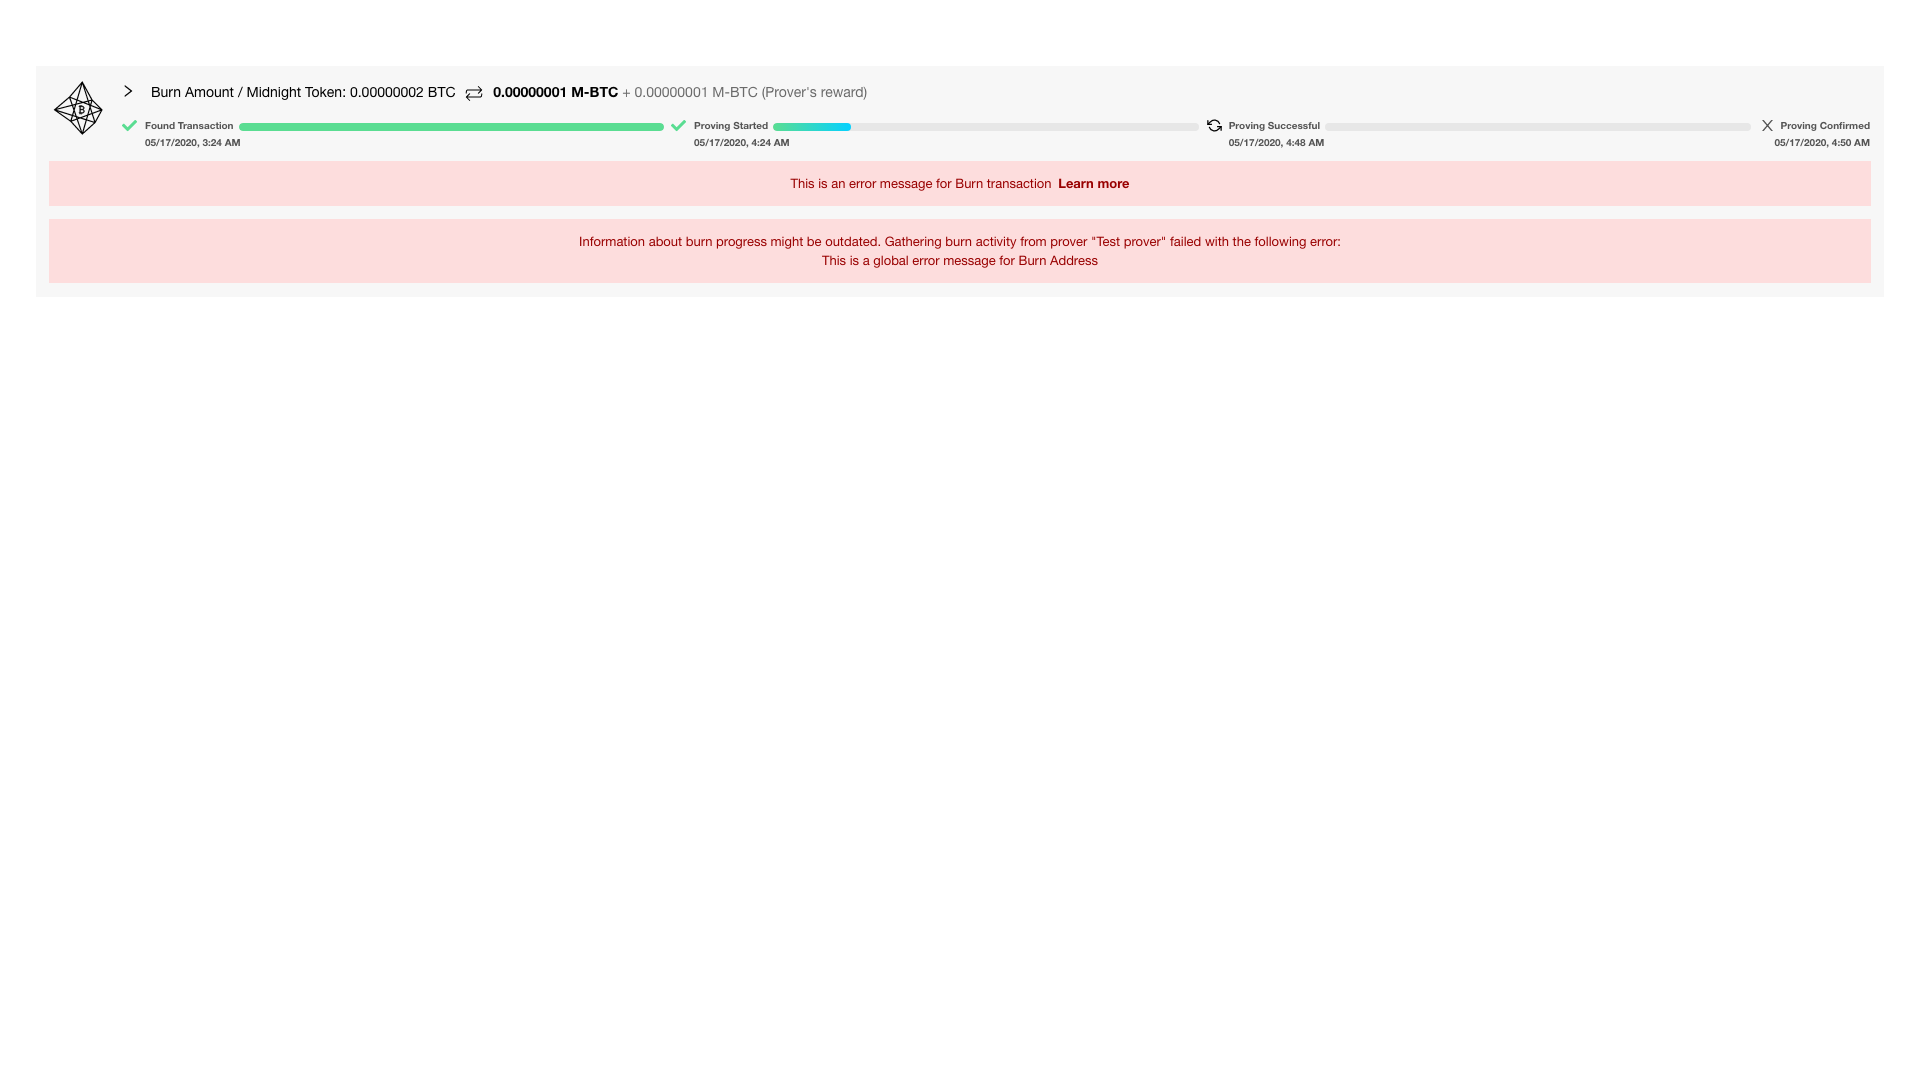 Burn Amount / Midnight Token: 0.00000002 BTC 0.00000001 M-BTC + 0.00000001 M-BTC (Prover's reward)
Found Transaction Proving Started Proving Successful Proving Confirmed
05/17/2020, 3:24 AM 05/17/2020, 4:24 AM 05/17/2020, 4:48 AM 05/17/2020, 4:50 AM
This is an error message for Burn transaction Learn more
Information about burn progress might be outdated. Gathering burn activity from prover "Test prover" failed with the following error:
This is a global error message for Burn Address